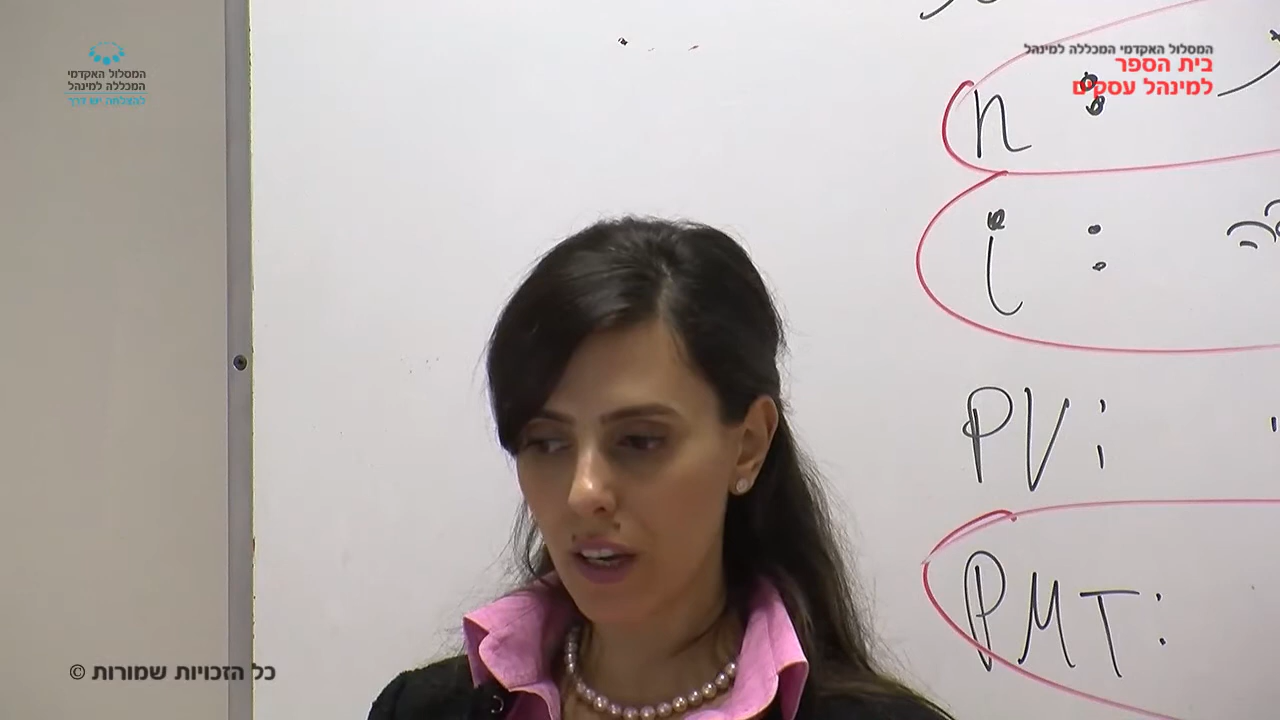 המסלול האקדמי
המכללה למינהל
להצלחה יש דרך
המסלול האקדמי המכללה למינהל
בית הספר
למינהל עסקים
n :
i :
PV :
PMT :
כל הזכויות שמורות ©